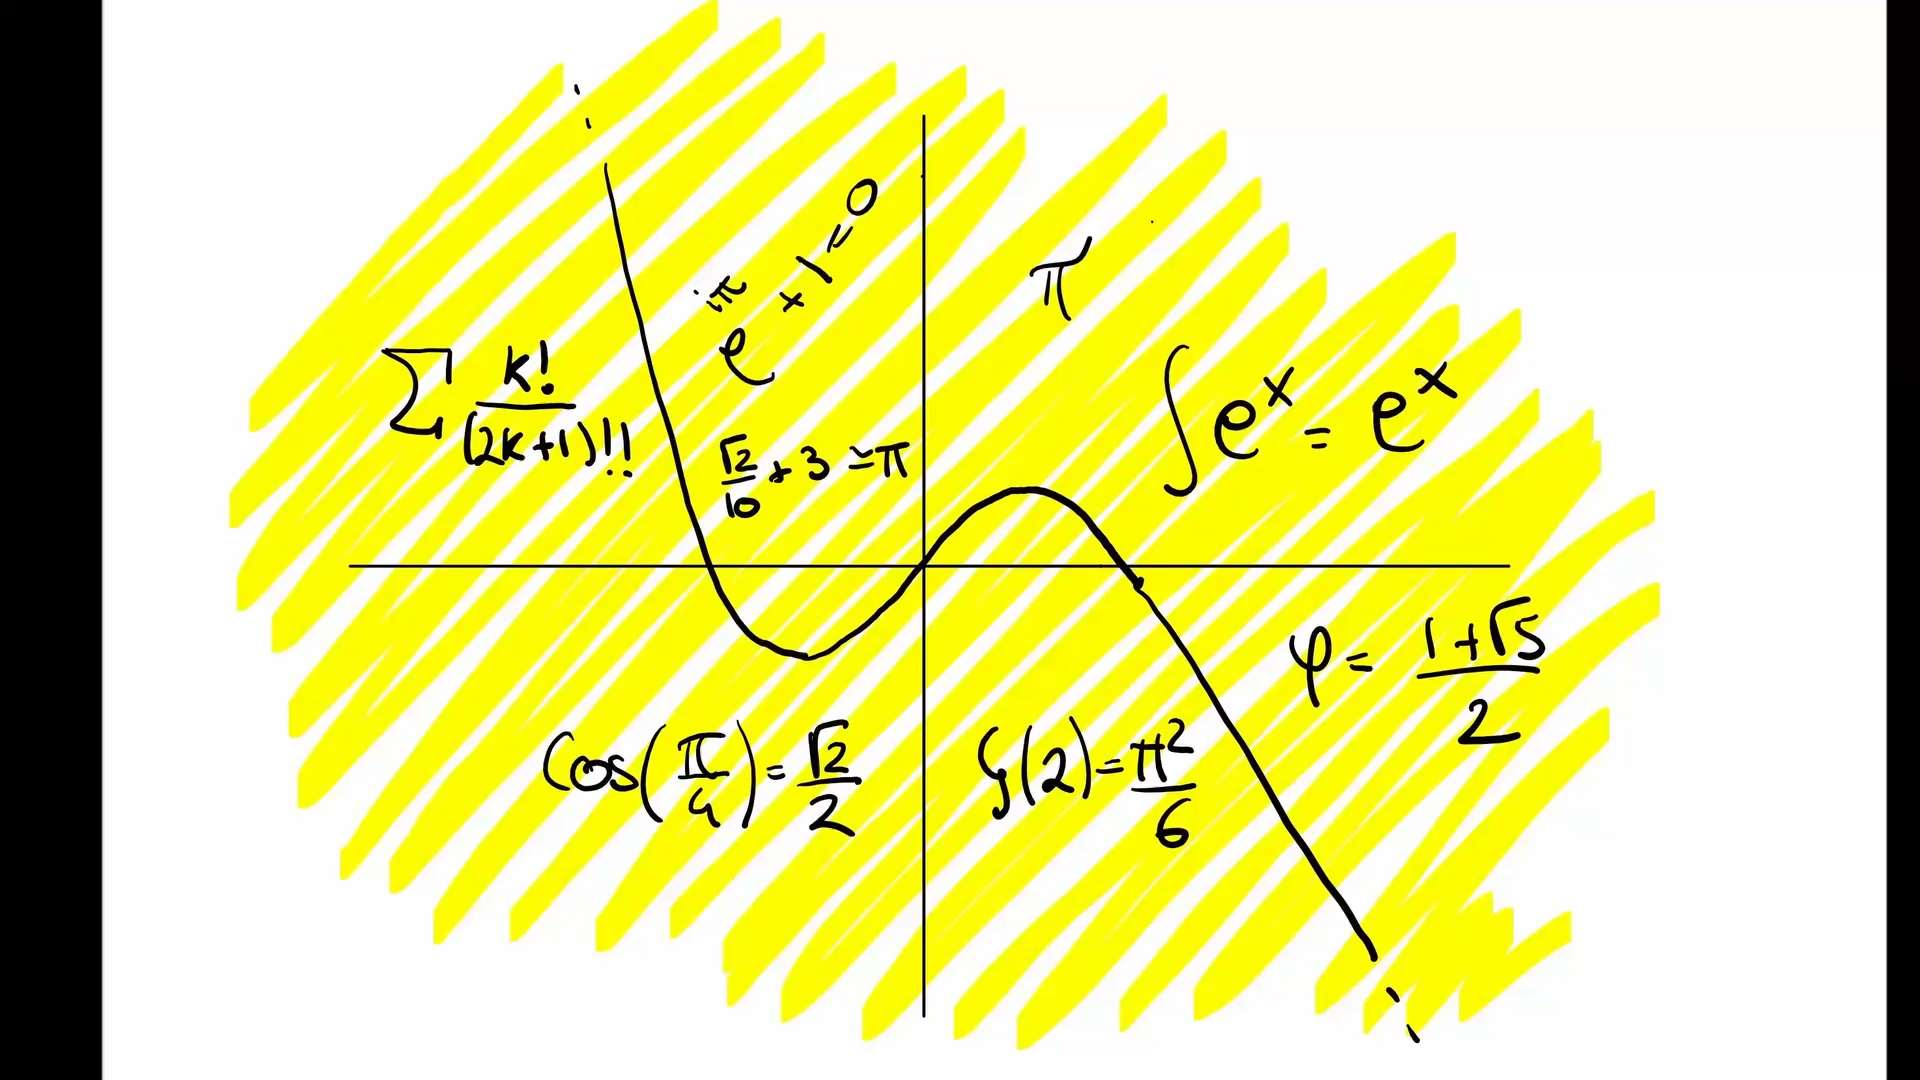 e^{iπ} + 1 = 0
π
∑ k!/(2k+1)!!
∫ e^x = e^x
√2/10 + 3 ≃ π
φ = (1+√5)/2
Cos(π/4) = √2/2
ζ(2) = π²/6